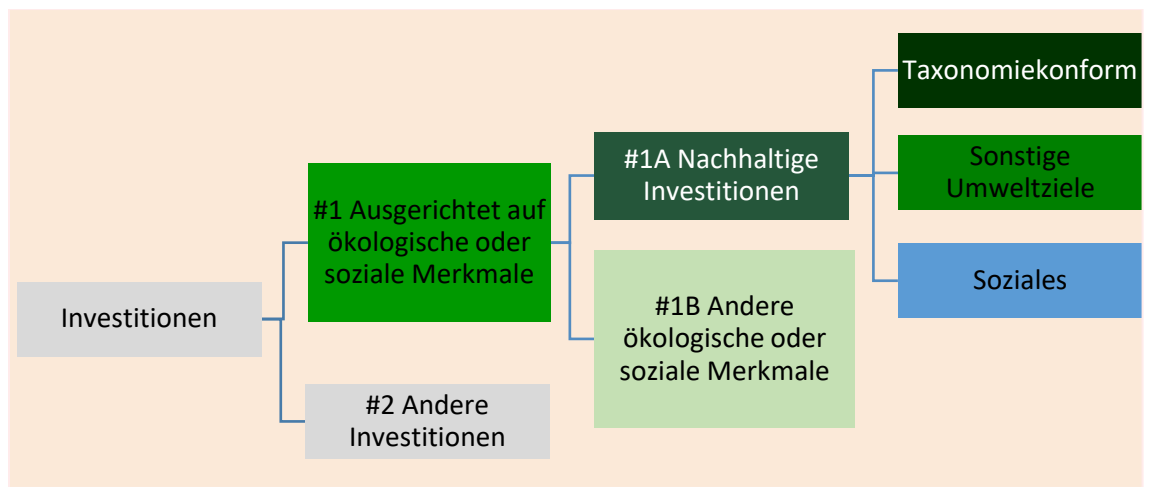 Investitionen
#1 Ausgerichtet auf
ökologische oder
soziale Merkmale
#2 Andere
Investitionen
#1A Nachhaltige
Investitionen
#1B Andere
ökologische oder
soziale Merkmale
Taxonomiekonform
Sonstige
Umweltziele
Soziales